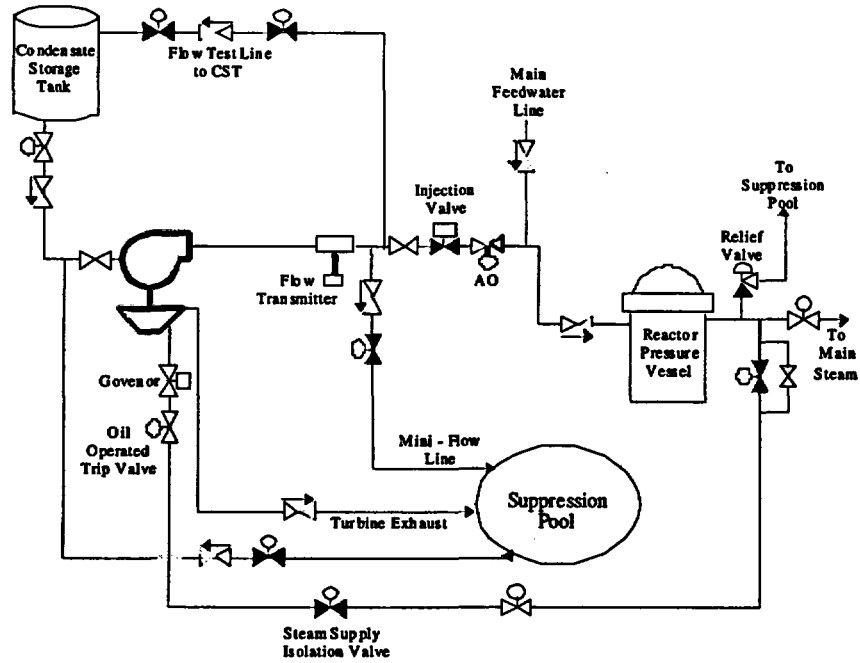 Condensate
Storage
Tank
Flow Test Line
to CST
Main
Feedwater
Line
To
Suppression
Pool
Injection
Valve
Relief
Valve
AO
Flow
Transmitter
Reactor
Pressure
Vessel
To
Main
Steam
Govenor
Oil
Operated
Trip Valve
Mini - Flow
Line
Suppression
Pool
Turbine Exhaust
Steam Supply
Isolation Valve